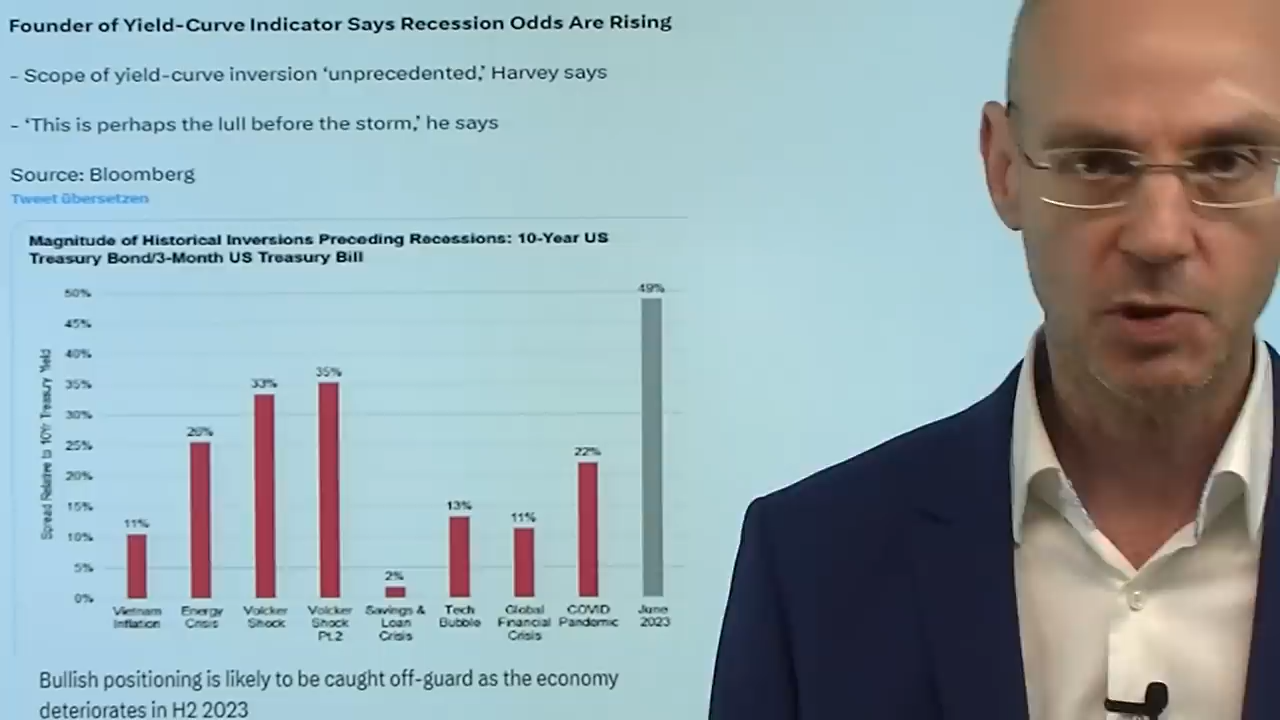 Founder of Yield-Curve Indicator Says Recession Odds Are Rising
- Scope of yield-curve inversion ‘unprecedented,’ Harvey says
- ‘This is perhaps the lull before the storm,’ he says
Source: Bloomberg
Tweet übersetzen
Magnitude of Historical Inversions Preceding Recessions: 10-Year US
Treasury Bond/3-Month US Treasury Bill
Spread Relative to 10Yr Treasury Yield
50%
45%
40%
35%
30%
25%
20%
15%
10%
5%
0%
11%
26%
33%
35%
2%
13%
11%
22%
49%
Vietnam
Inflation
Energy
Crisis
Volcker
Shock
Volcker
Shock
Pt.2
Savings &
Loan
Crisis
Tech
Bubble
Global
Financial
Crisis
COVID
Pandemic
June
2023
Bullish positioning is likely to be caught off-guard as the economy
deteriorates in H2 2023